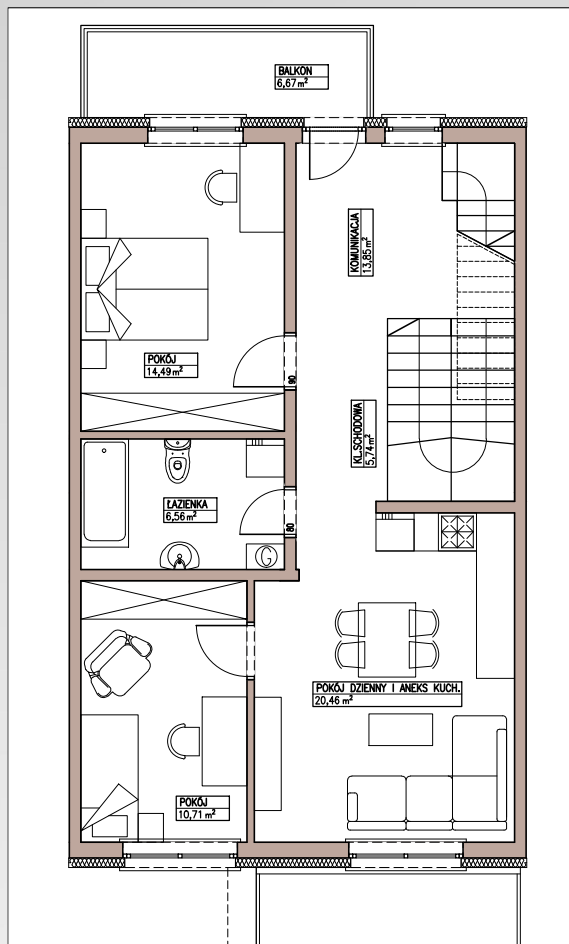 BALKON
6,67 m²
KOMUNIKACJA
13,85 m²
POKÓJ
14,49 m²
90
KL.SCHODOWA
5,74 m²
ŁAZIENKA
6,56 m²
80
G
POKÓJ DZIENNY I ANEKS KUCH.
20,46 m²
POKÓJ
10,71 m²